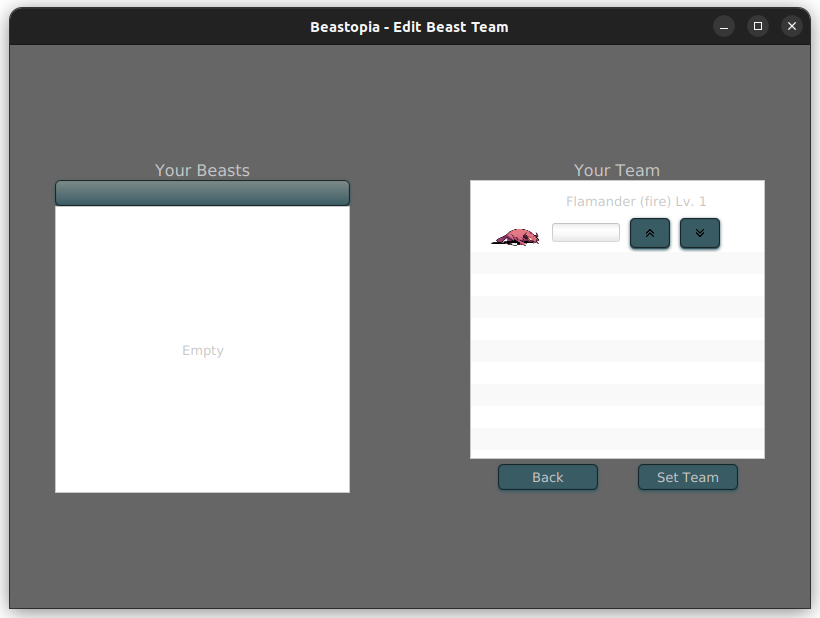 Beastopia - Edit Beast Team
Your Beasts
Empty
Your Team
Flamander (fire) Lv. 1
Back
Set Team